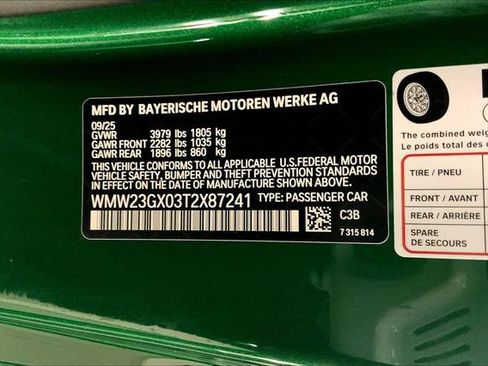 MFD BY BAYERISCHE MOTOREN WERKE AG
09/25
GVWR 3979 lbs 1805 kg
GAWR FRONT 2282 lbs 1035 kg
GAWR REAR 1896 lbs 860 kg
THIS VEHICLE CONFORMS TO ALL APPLICABLE U.S.FEDERAL MOTOR
VEHICLE SAFETY, BUMPER AND THEFT PREVENTION STANDARDS
IN EFFECT ON THE DATE OF MANUFACTURE SHOWN ABOVE.
WMW23GX03T2X87241 TYPE: PASSENGER CAR
C3B
7 315 814
The combined weig
Le poids total des
TIRE / PNEU
FRONT / AVANT
REAR / ARRIÈRE
SPARE
DE SECOURS